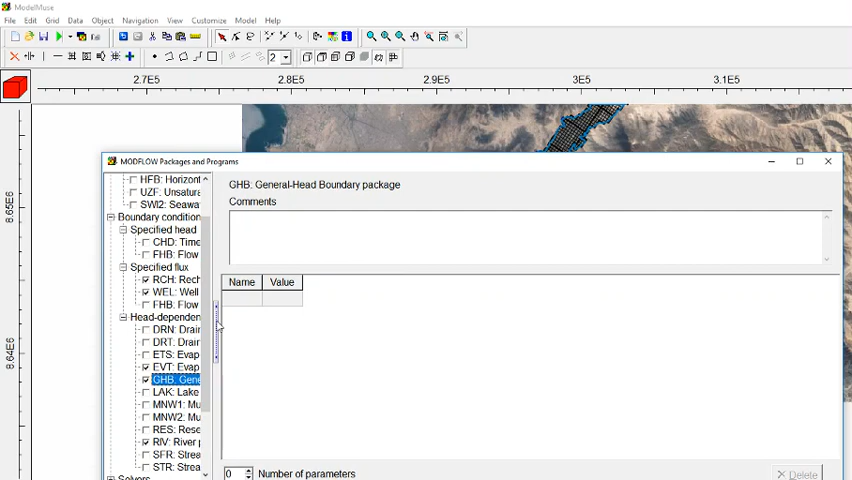 ModelMuse
File Edit Grid Data Object Navigation View Customize Model Help
2
2.7E5 2.8E5 2.9E5 3E5 3.1E5
8.65E6
8.64E6
MODFLOW Packages and Programs
HFB: Horizont
UZF: Unsatura
SWI2: Seawa
Boundary condition
Specified head
CHD: Time
FHB: Flow
Specified flux
RCH: Rech
WEL: Well
FHB: Flow
Head-dependen
DRN: Drain
DRT: Drain
ETS: Evap
EVT: Evap
GHB: Gene
LAK: Lake
MNW1: Mu
MNW2: Mu
RES: Rese
RIV: River p
SFR: Strea
STR: Strea
Solvers
GHB: General-Head Boundary package
Comments
Name Value
0 Number of parameters
Delete